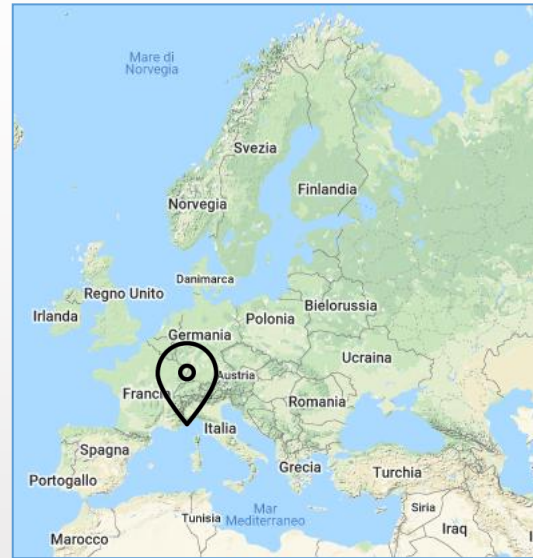 Mare di
Norvegia
Svezia
Finlandia
Norvegia
Danimarca
Regno Unito
Irlanda
Bielorussia
Polonia
Germania
Ucraina
Austria
Francia
Romania
Italia
Spagna
Grecia
Turchia
Portogallo
Siria
Tunisia
Mar
Mediterraneo
Iraq
Marocco